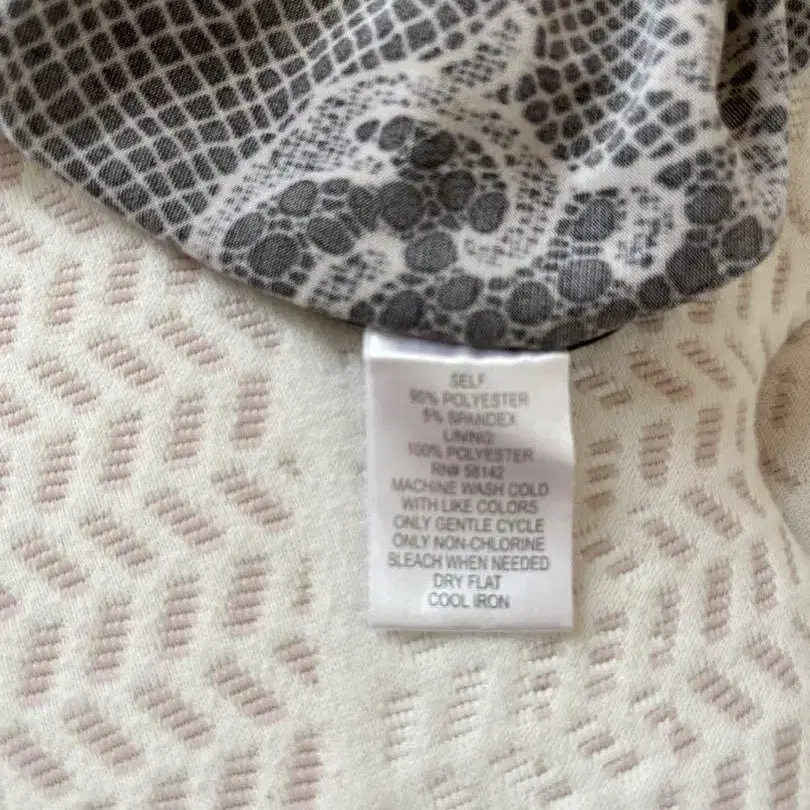 SELF
95% POLYESTER
5% SPANDEX
LINING:
100% POLYESTER
RN# 58142
MACHINE WASH COLD
WITH LIKE COLORS
ONLY GENTLE CYCLE
ONLY NON-CHLORINE
BLEACH WHEN NEEDED
DRY FLAT
COOL IRON